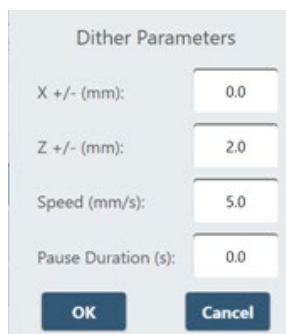 Dither Parameters
X +/- (mm): 0.0
Z +/- (mm): 2.0
Speed (mm/s): 5.0
Pause Duration (s): 0.0
OK Cancel